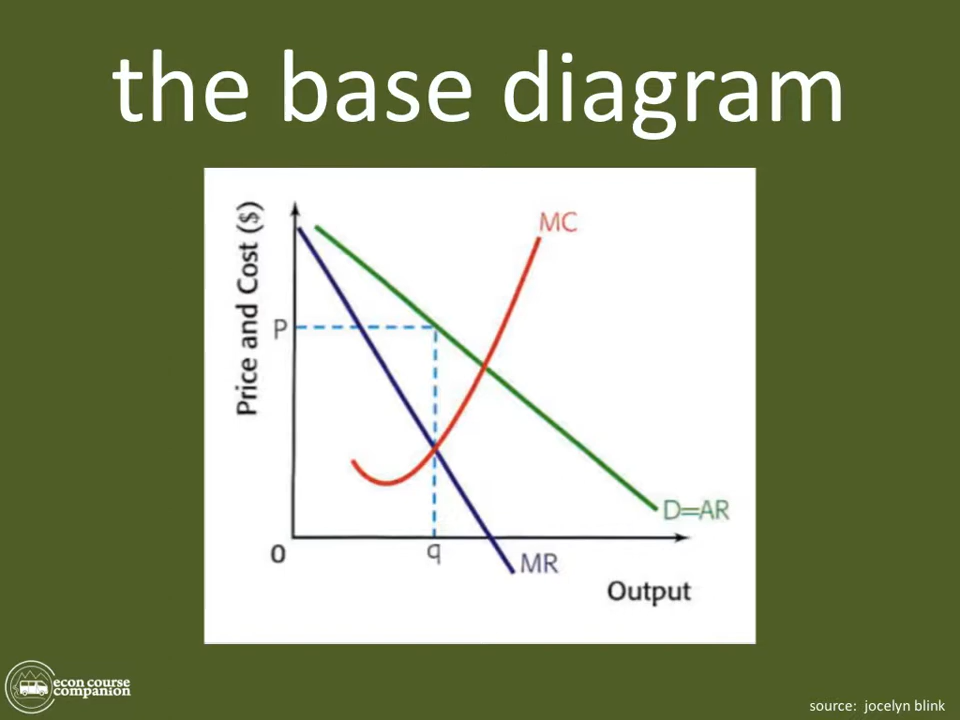 the base diagram
Price and Cost ($)
MC
P
D=AR
0
q
MR
Output
econ course
companion
source: jocelyn blink